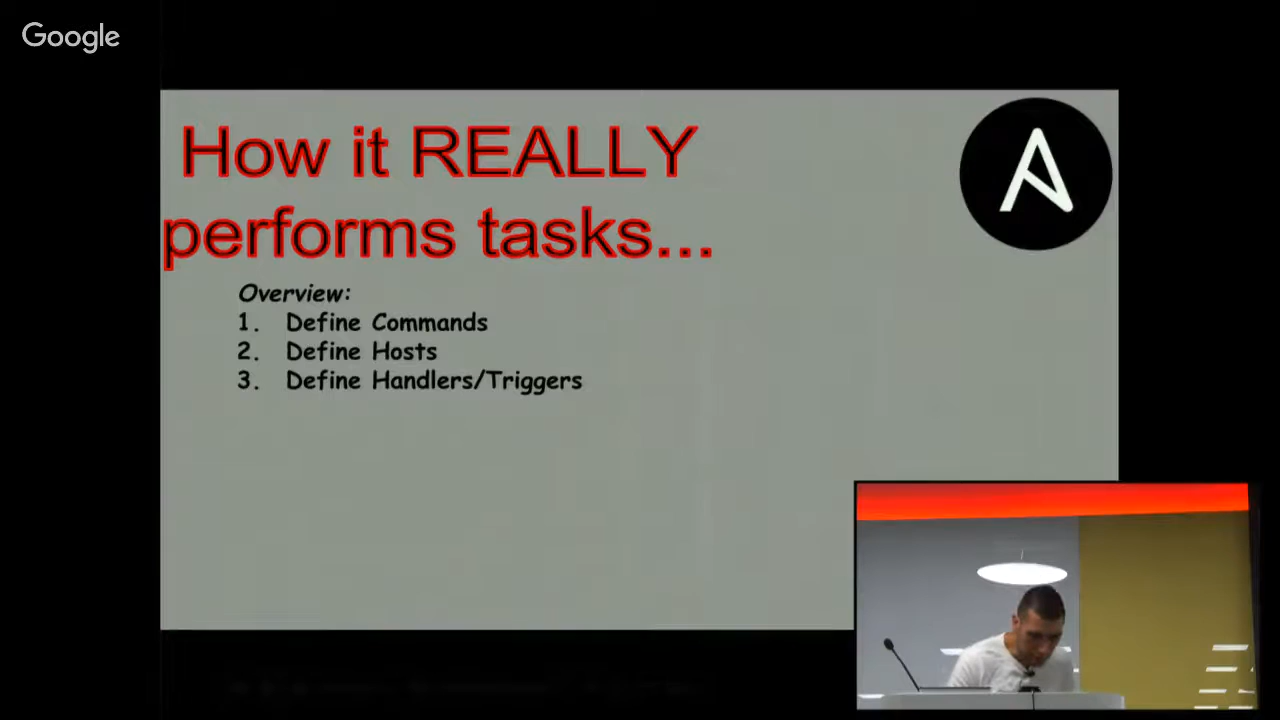 Google
How it REALLY
performs tasks...
Overview:
1. Define Commands
2. Define Hosts
3. Define Handlers/Triggers